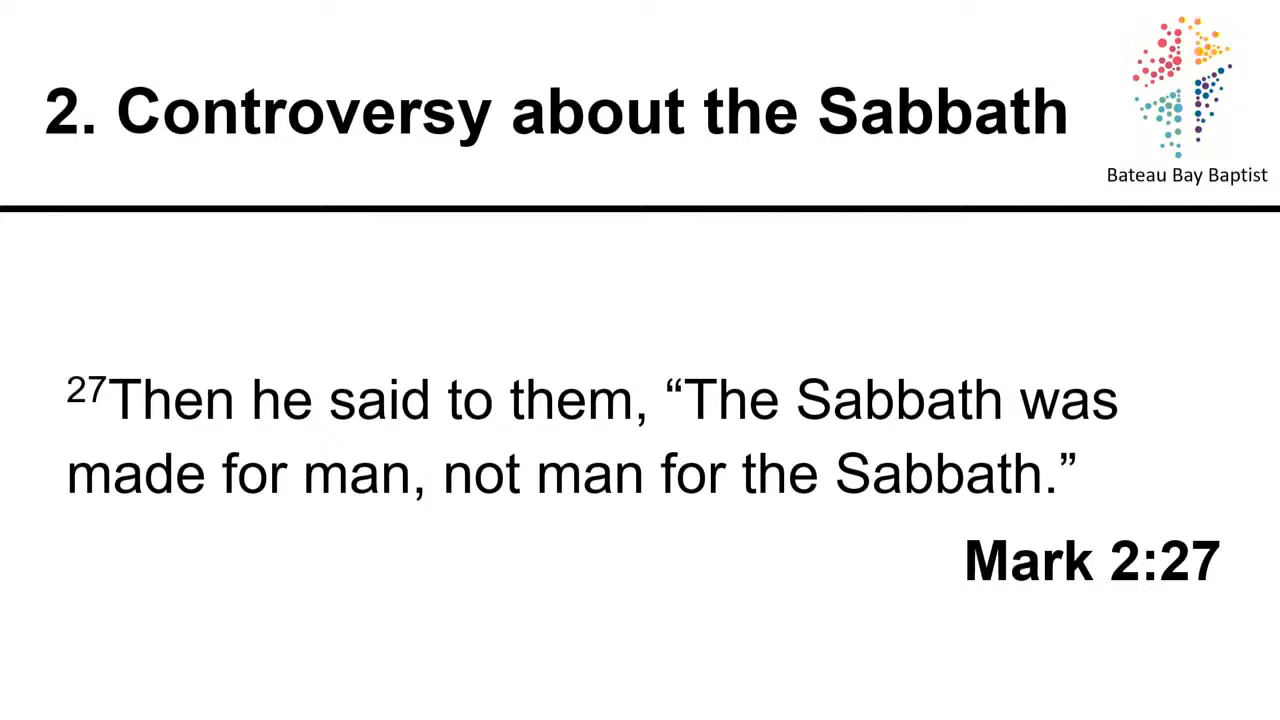 2. Controversy about the Sabbath
Bateau Bay Baptist
27Then he said to them, “The Sabbath was
made for man, not man for the Sabbath.”
Mark 2:27